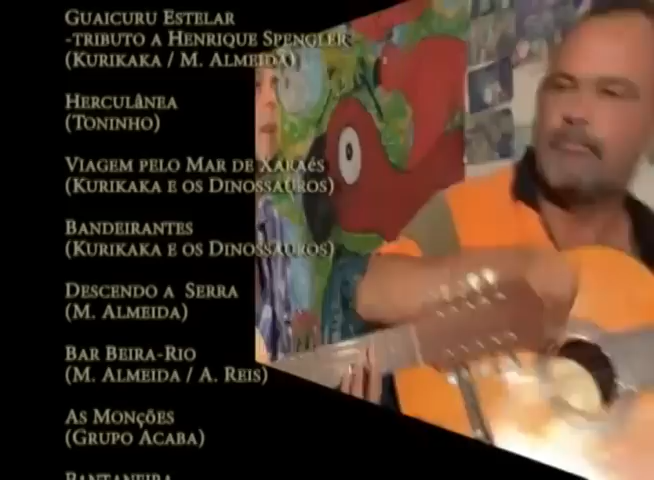 Guaicuru Estelar
-tributo a Henrique Spengler-
(Kurikaka / M. Almeida)
Herculânea
(Toninho)
Viagem pelo Mar de Xaraés
(Kurikaka e os Dinossauros)
Bandeirantes
(Kurikaka e os Dinossauros)
Descendo a Serra
(M. Almeida)
Bar Beira-Rio
(M. Almeida / A. Reis)
As Monções
(Grupo Acaba)